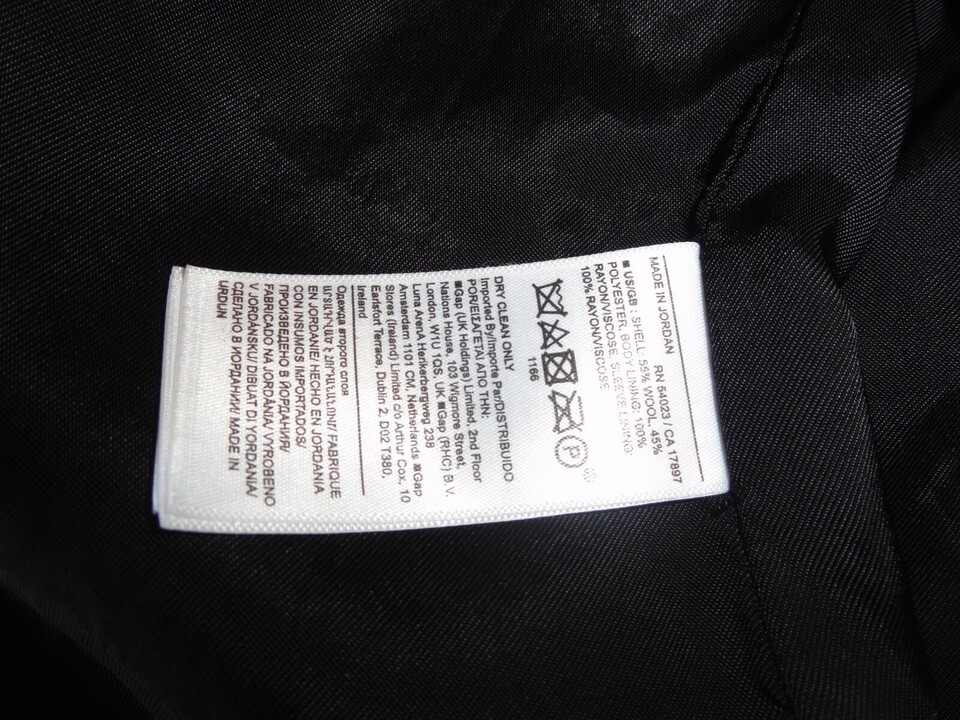 MADE IN JORDAN
RN 54023 / CA 17897
■ US/GB : SHELL: 55% WOOL, 45%
POLYESTER, BODY LINING: 100%
RAYON/VISCOSE, SLEEVE LINING:
100% RAYON/VISCOSE
P
1166
DRY CLEAN ONLY
Imported By/Importe Par/DISTRIBUIDO
POR/ΕΙΣΑΓΕΤΑΙ ΑΠΟ ΤΗΝ:
■Gap (UK Holdings) Limited, 2nd Floor
Nations House, 103 Wigmore Street,
London, W1U 1QS, UK ■Gap (RHC) B.V.
Luna ArenA Herikerbergweg 238
Amsterdam 1101 CM, Netherlands ■Gap
Stores (Ireland) Limited c/o Arthur Cox, 10
Earlsfort Terrace, Dublin 2, D02 T380,
Ireland
Одежда второго слоя
ԱՐՏԱԴՐՎԱԾ Է ՀՈՐԴԱՆԱՆՈՒՄ/ FABRIQUE
EN JORDANIE/ HECHO EN JORDANIA
CON INSUMOS IMPORTADOS/
ПРОИЗВЕДЕНО В ЙОРДАНИЯ/
FABRICADO NA JORDÂNIA/ VYROBENO
V JORDÁNSKU/ DIBUAT DI YORDANIA/
СДЕЛАНО В ИОРДАНИИ/ MADE IN
URDUN